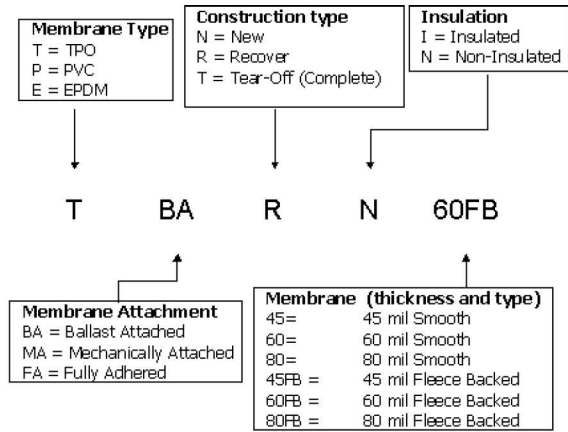 Membrane Type
T = TPO
P = PVC
E = EPDM
Construction type
N = New
R = Recover
T = Tear-Off (Complete)
Insulation
I = Insulated
N = Non-Insulated
T BA R N 60FB
Membrane Attachment
BA = Ballast Attached
MA = Mechanically Attached
FA = Fully Adhered
Membrane (thickness and type)
45= 45 mil Smooth
60= 60 mil Smooth
80= 80 mil Smooth
45FB = 45 mil Fleece Backed
60FB = 60 mil Fleece Backed
80FB = 80 mil Fleece Backed